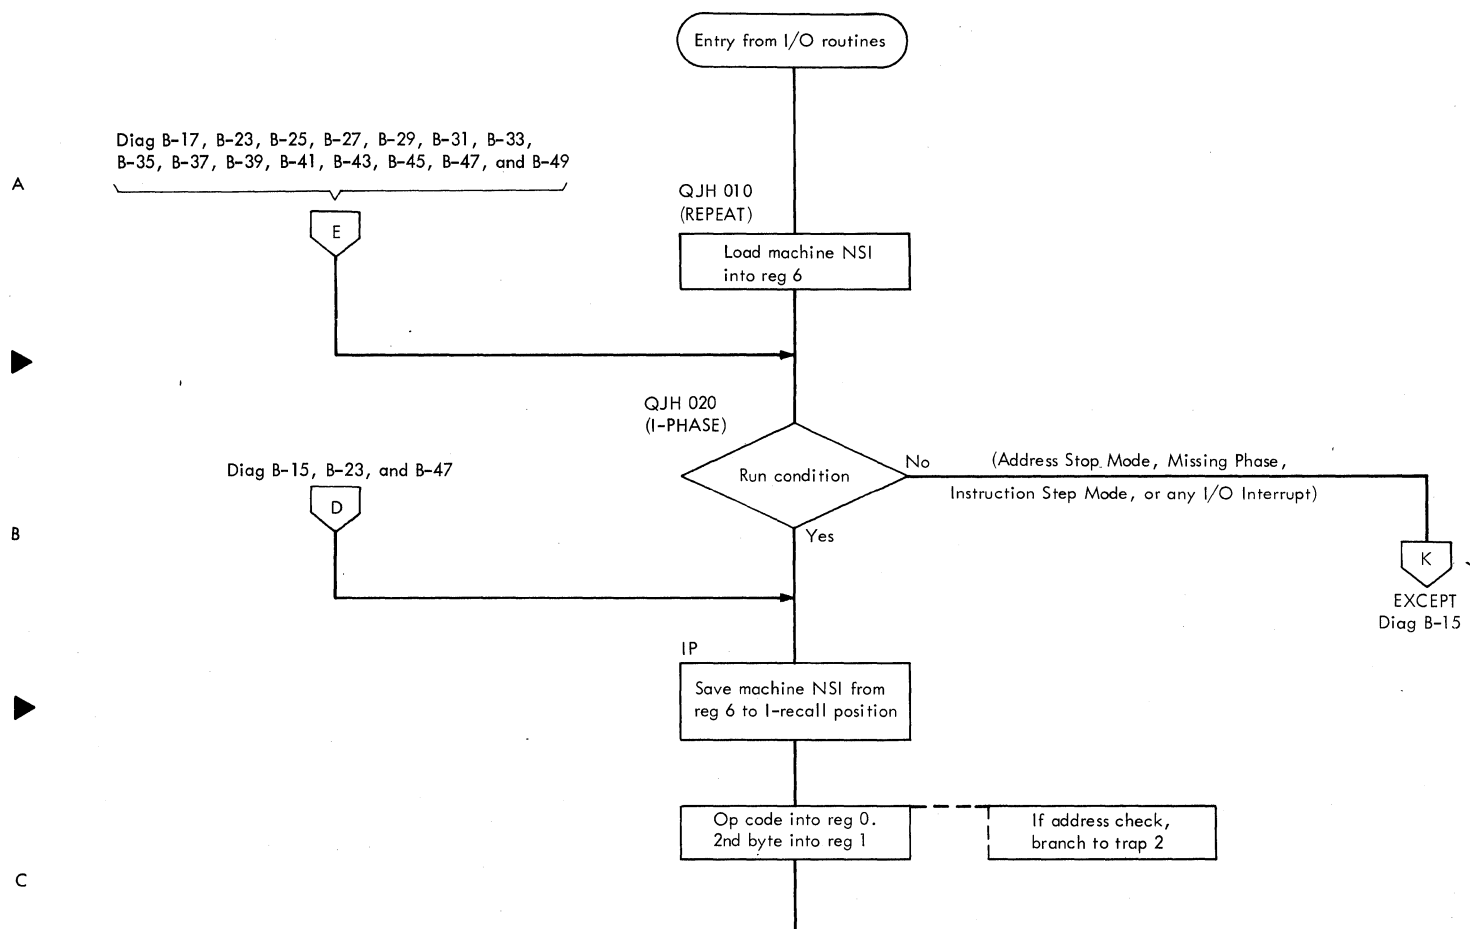 Entry from I/O routines
Diag B-17, B-23, B-25, B-27, B-29, B-31, B-33,
B-35, B-37, B-39, B-41, B-43, B-45, B-47, and B-49
A
E
QJH 010
(REPEAT)
Load machine NSI
into reg 6
QJH 020
(I-PHASE)
Run condition
No
(Address Stop Mode, Missing Phase,
Instruction Step Mode, or any I/O Interrupt)
Yes
K
EXCEPT
Diag B-15
Diag B-15, B-23, and B-47
D
B
IP
Save machine NSI from
reg 6 to I-recall position
Op code into reg 0.
2nd byte into reg 1
If address check,
branch to trap 2
C